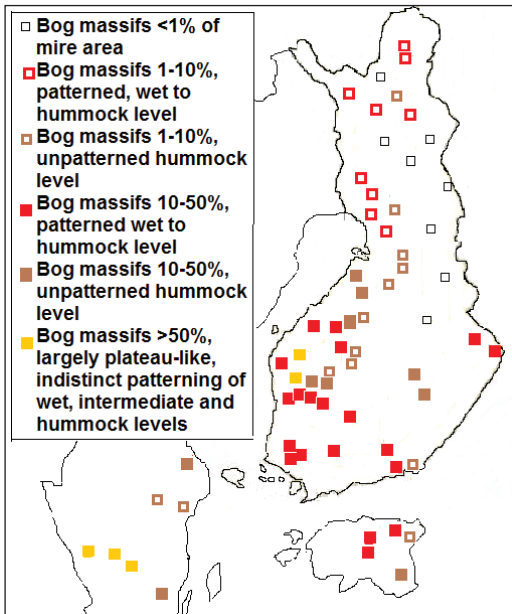 Bog massifs <1% of
mire area
Bog massifs 1-10%,
patterned, wet to
hummock level
Bog massifs 1-10%,
unpatterned hummock
level
Bog massifs 10-50%,
patterned wet to
hummock level
Bog massifs 10-50%,
unpatterned hummock
level
Bog massifs >50%,
largely plateau-like,
indistinct patterning of
wet, intermediate and
hummock levels